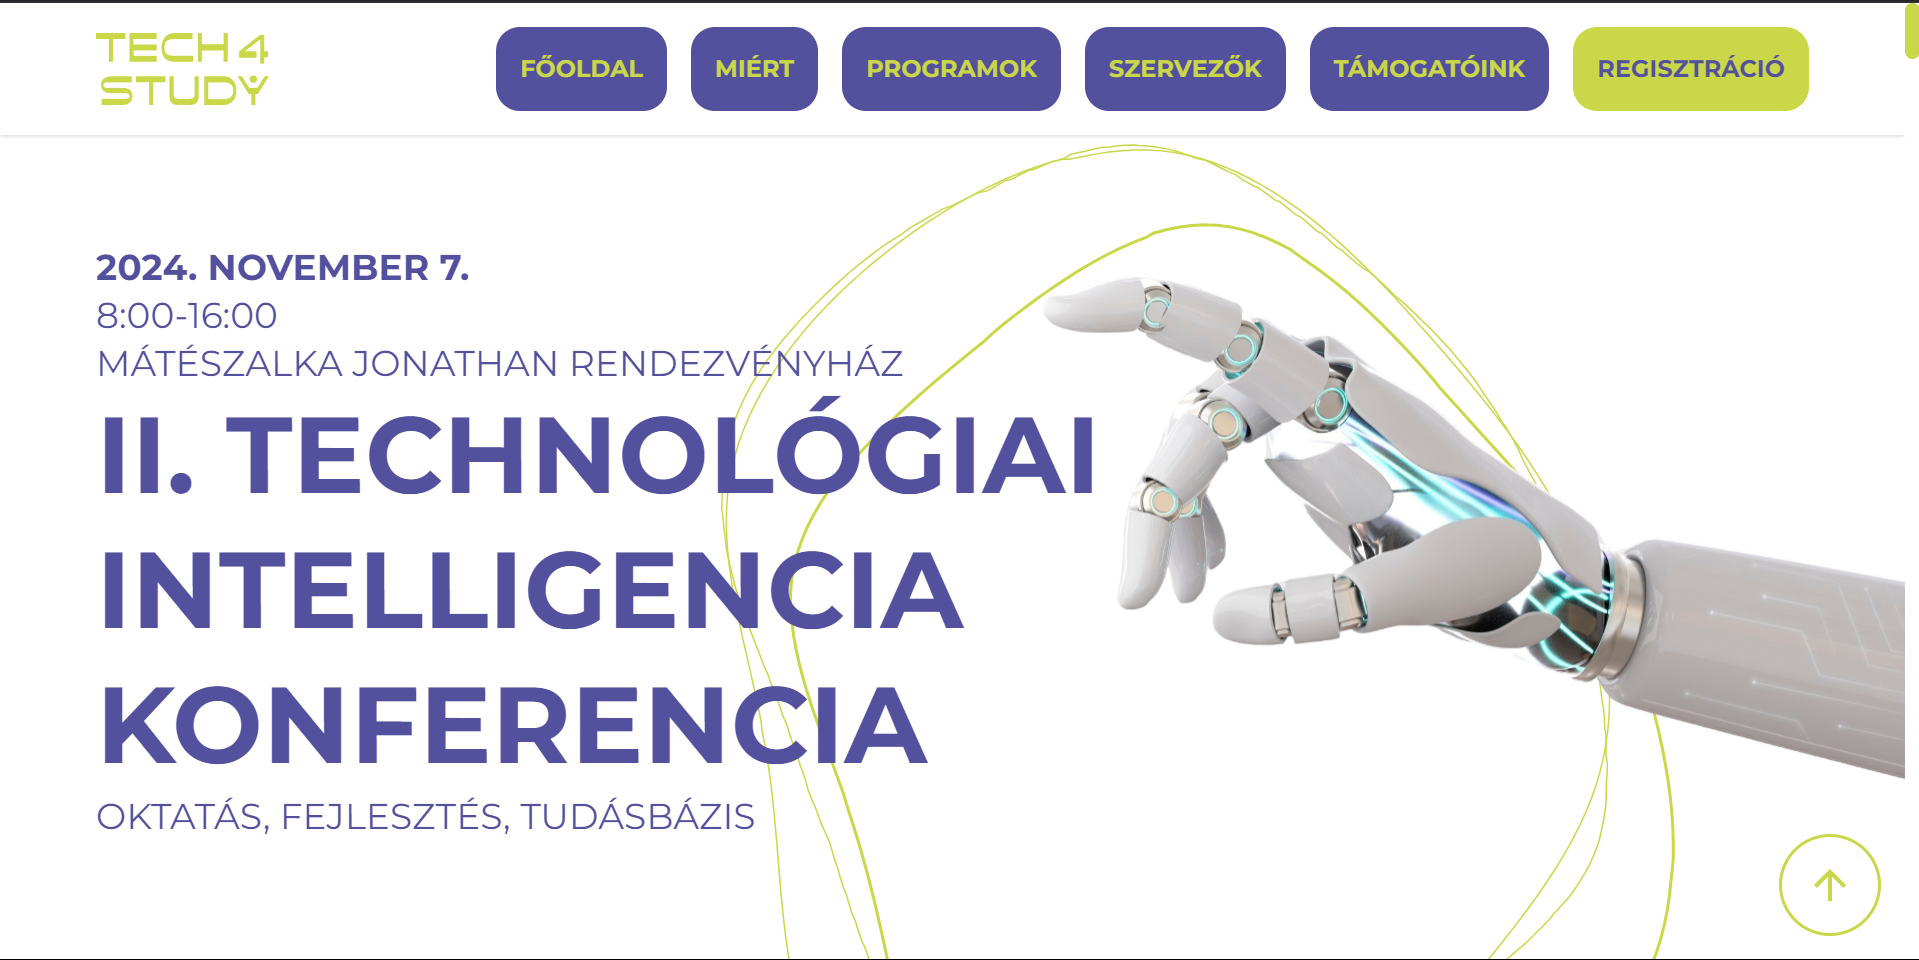 TECH 4
STUDY
FŐOLDAL
MIÉRT
PROGRAMOK
SZERVEZŐK
TÁMOGATÓINK
REGISZTRÁCIÓ
2024. NOVEMBER 7.
8:00-16:00
MÁTÉSZALKA JONATHAN RENDEZVÉNYHÁZ
II. TECHNOLÓGIAI
INTELLIGENCIA
KONFERENCIA
OKTATÁS, FEJLESZTÉS, TUDÁSBÁZIS